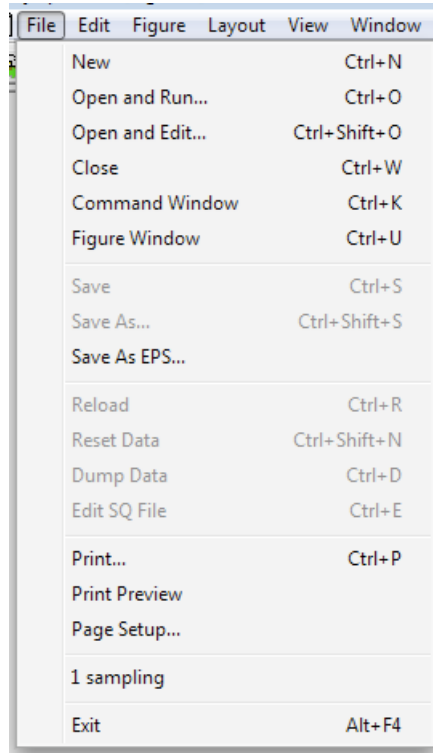 File Edit Figure Layout View Window
New Ctrl+N
Open and Run... Ctrl+O
Open and Edit... Ctrl+Shift+O
Close Ctrl+W
Command Window Ctrl+K
Figure Window Ctrl+U
Save Ctrl+S
Save As... Ctrl+Shift+S
Save As EPS...
Reload Ctrl+R
Reset Data Ctrl+Shift+N
Dump Data Ctrl+D
Edit SQ File Ctrl+E
Print... Ctrl+P
Print Preview
Page Setup...
1 sampling
Exit Alt+F4